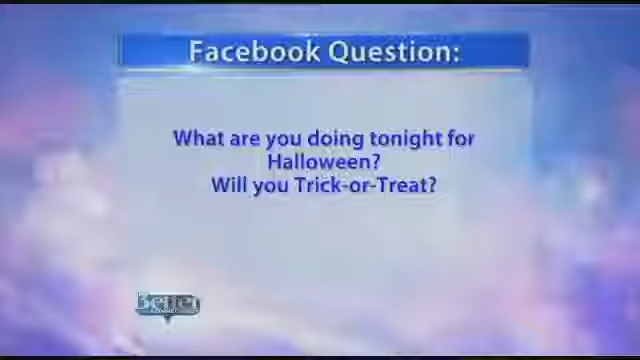 Facebook Question:
What are you doing tonight for
Halloween?
Will you Trick-or-Treat?
Better